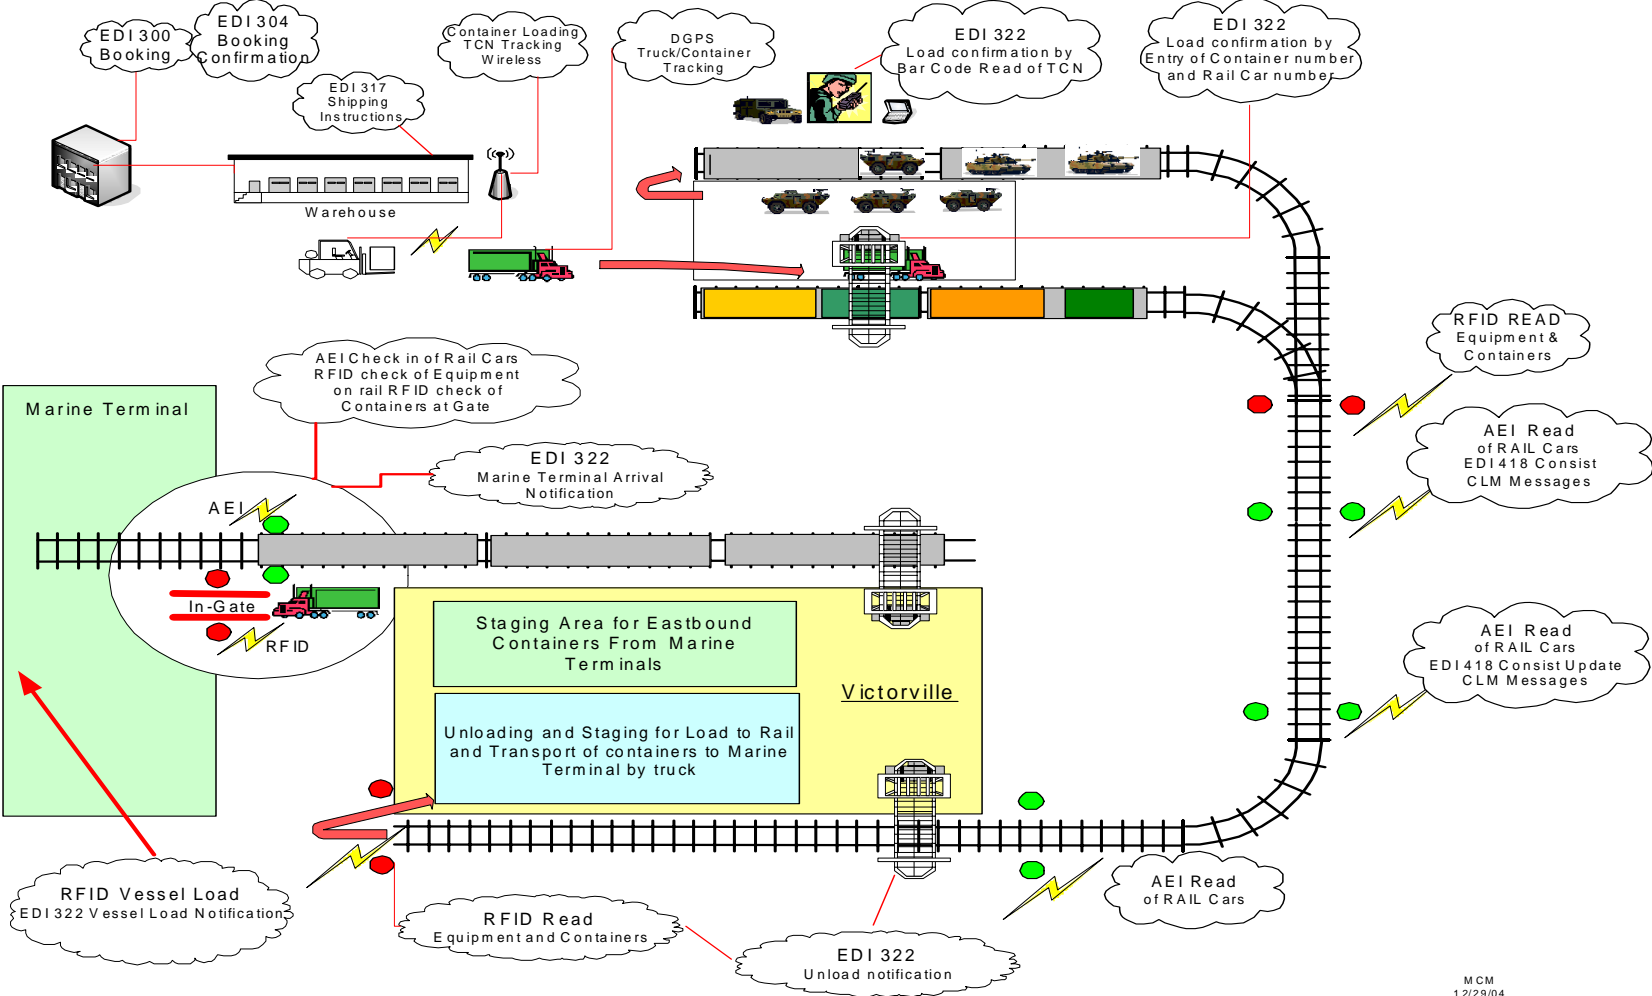 EDI 300
Booking
EDI 304
Booking
Confirmation
Container Loading
TCN Tracking
Wireless
DGPS
Truck/Container
Tracking
EDI 322
Load confirmation by
Bar Code Read of TCN
EDI 322
Load confirmation by
Entry of Container number
and Rail Car number
EDI 317
Shipping
Instructions
Warehouse
RFID READ
Equipment &
Containers
AEI Check in of Rail Cars
RFID check of Equipment
on rail RFID check of
Containers at Gate
Marine Terminal
AEI Read
of RAIL Cars
EDI 418 Consist
CLM Messages
EDI 322
Marine Terminal Arrival
Notification
AEI
In-Gate
RFID
Staging Area for Eastbound
Containers From Marine
Terminals
Victorville
AEI Read
of RAIL Cars
EDI 418 Consist Update
CLM Messages
Unloading and Staging for Load to Rail
and Transport of containers to Marine
Terminal by truck
RFID Vessel Load
EDI 322 Vessel Load Notification
RFID Read
Equipment and Containers
EDI 322
Unload notification
AEI Read
of RAIL Cars
MCM
12/29/04